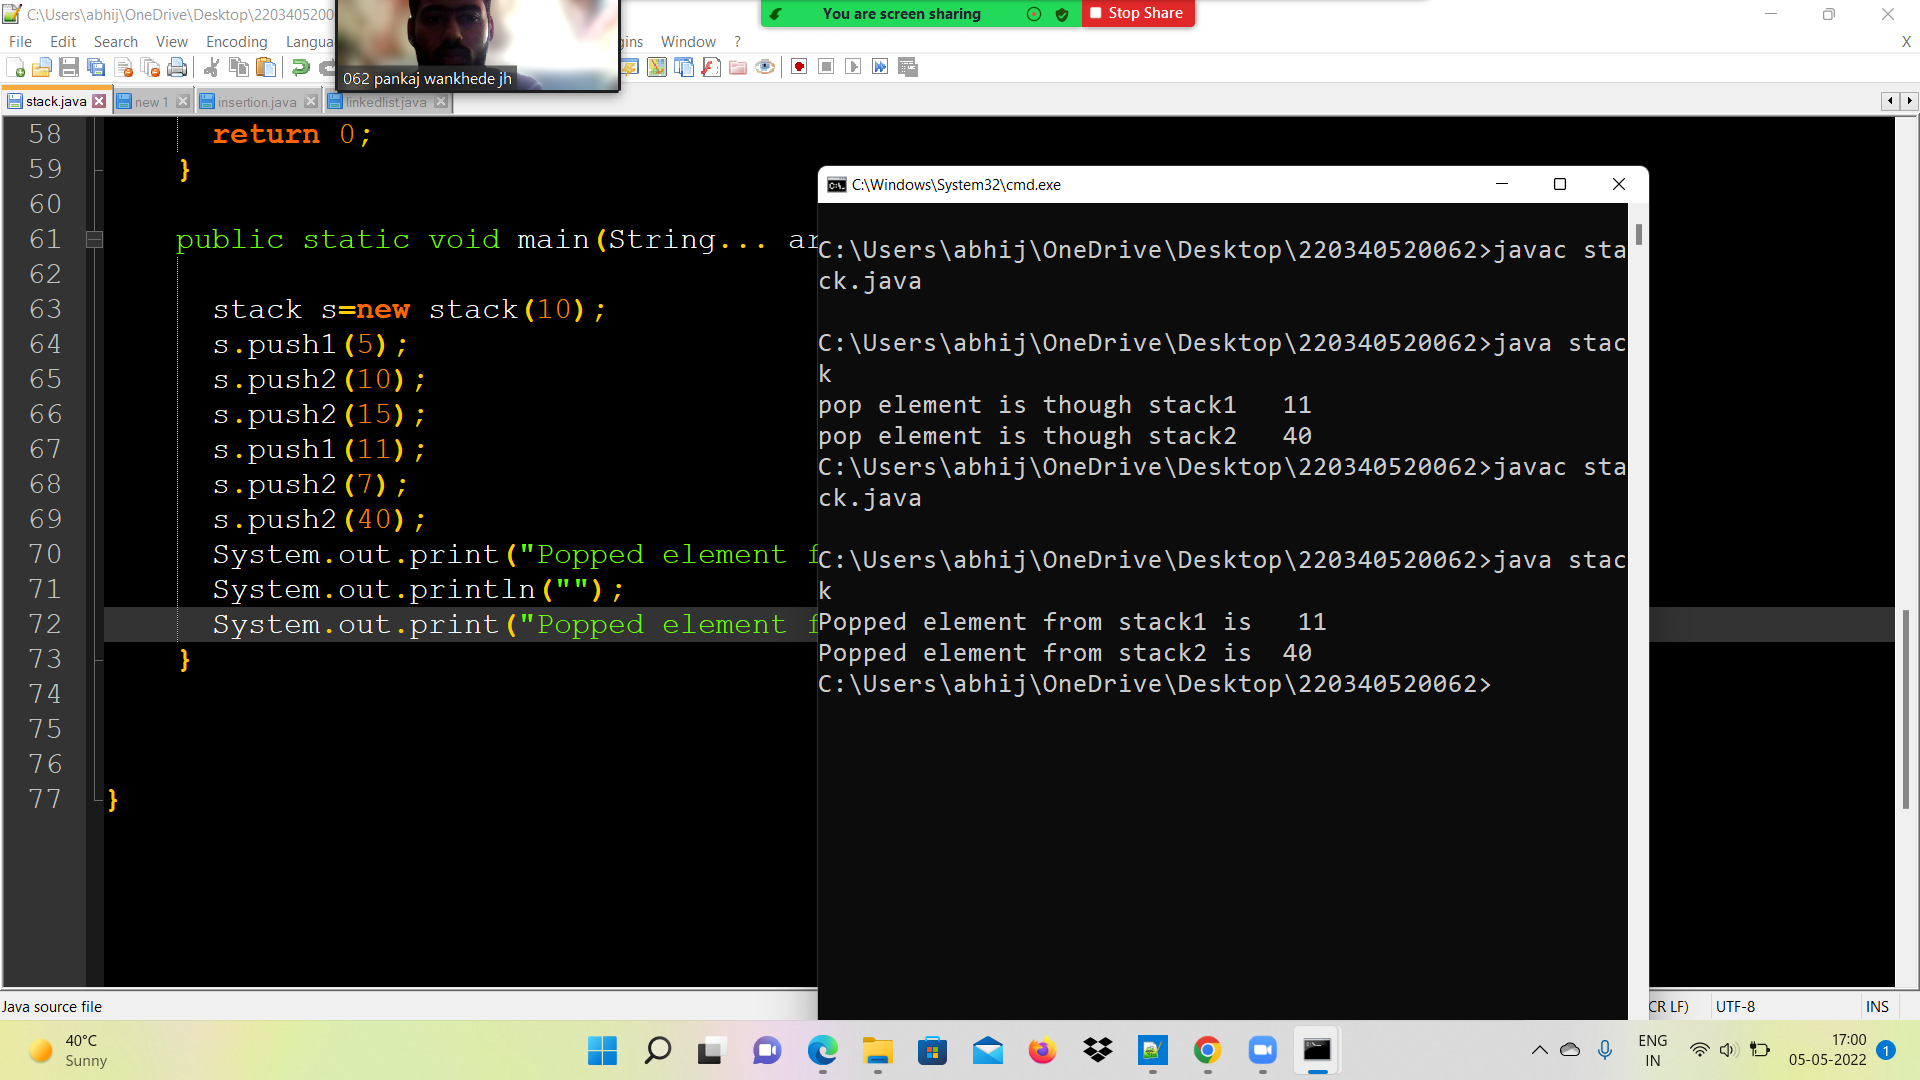 C:\Users\abhij\OneDrive\Desktop\2203405200
You are screen sharing
Stop Share
File Edit Search View Encoding Langua
Window ?
X
062 pankaj wankhede jh
stack.java new 1 insertion.java linkedlist.java
58 return 0;
59 }
60
61 public static void main(String... ar
62
63 stack s=new stack(10);
64 s.push1(5);
65 s.push2(10);
66 s.push2(15);
67 s.push1(11);
68 s.push2(7);
69 s.push2(40);
70 System.out.print("Popped element f
71 System.out.println("");
72 System.out.print("Popped element f
73 }
74
75
76
77 }
C:\Windows\System32\cmd.exe
C:\Users\abhij\OneDrive\Desktop\220340520062>javac sta
ck.java
C:\Users\abhij\OneDrive\Desktop\220340520062>java stac
k
pop element is though stack1 11
pop element is though stack2 40
C:\Users\abhij\OneDrive\Desktop\220340520062>javac sta
ck.java
C:\Users\abhij\OneDrive\Desktop\220340520062>java stac
k
Popped element from stack1 is 11
Popped element from stack2 is 40
C:\Users\abhij\OneDrive\Desktop\220340520062>
Java source file
CR LF) UTF-8 INS
40°C
Sunny
ENG
IN
17:00
05-05-2022
1